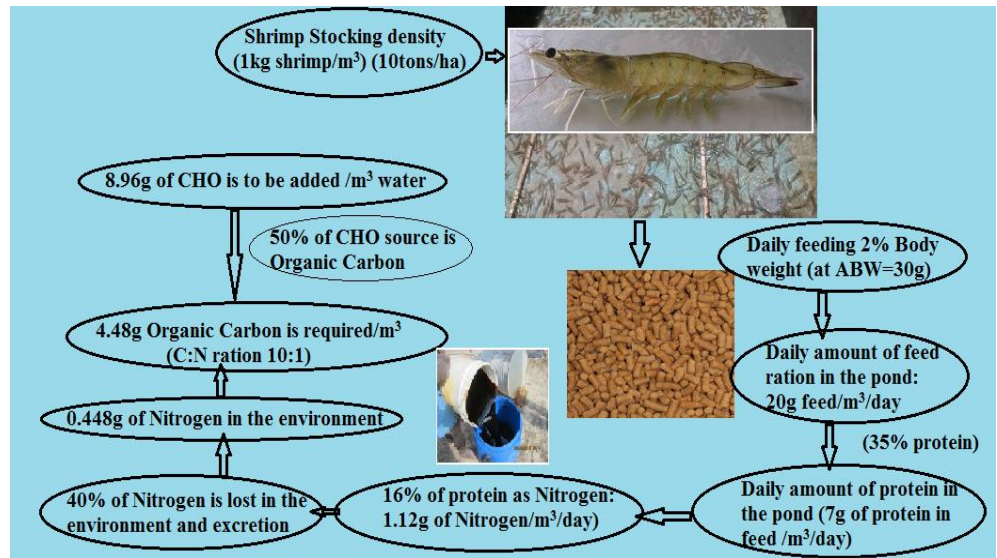 Shrimp Stocking density
(1kg shrimp/m³) (10tons/ha)
8.96g of CHO is to be added /m³ water
50% of CHO source is
Organic Carbon
Daily feeding 2% Body
weight (at ABW=30g)
4.48g Organic Carbon is required/m³
(C:N ration 10:1)
Daily amount of feed
ration in the pond:
20g feed/m³/day
0.448g of Nitrogen in the environment
(35% protein)
40% of Nitrogen is lost in the
environment and excretion
16% of protein as Nitrogen:
1.12g of Nitrogen/m³/day)
Daily amount of protein in
the pond (7g of protein in
feed /m³/day)